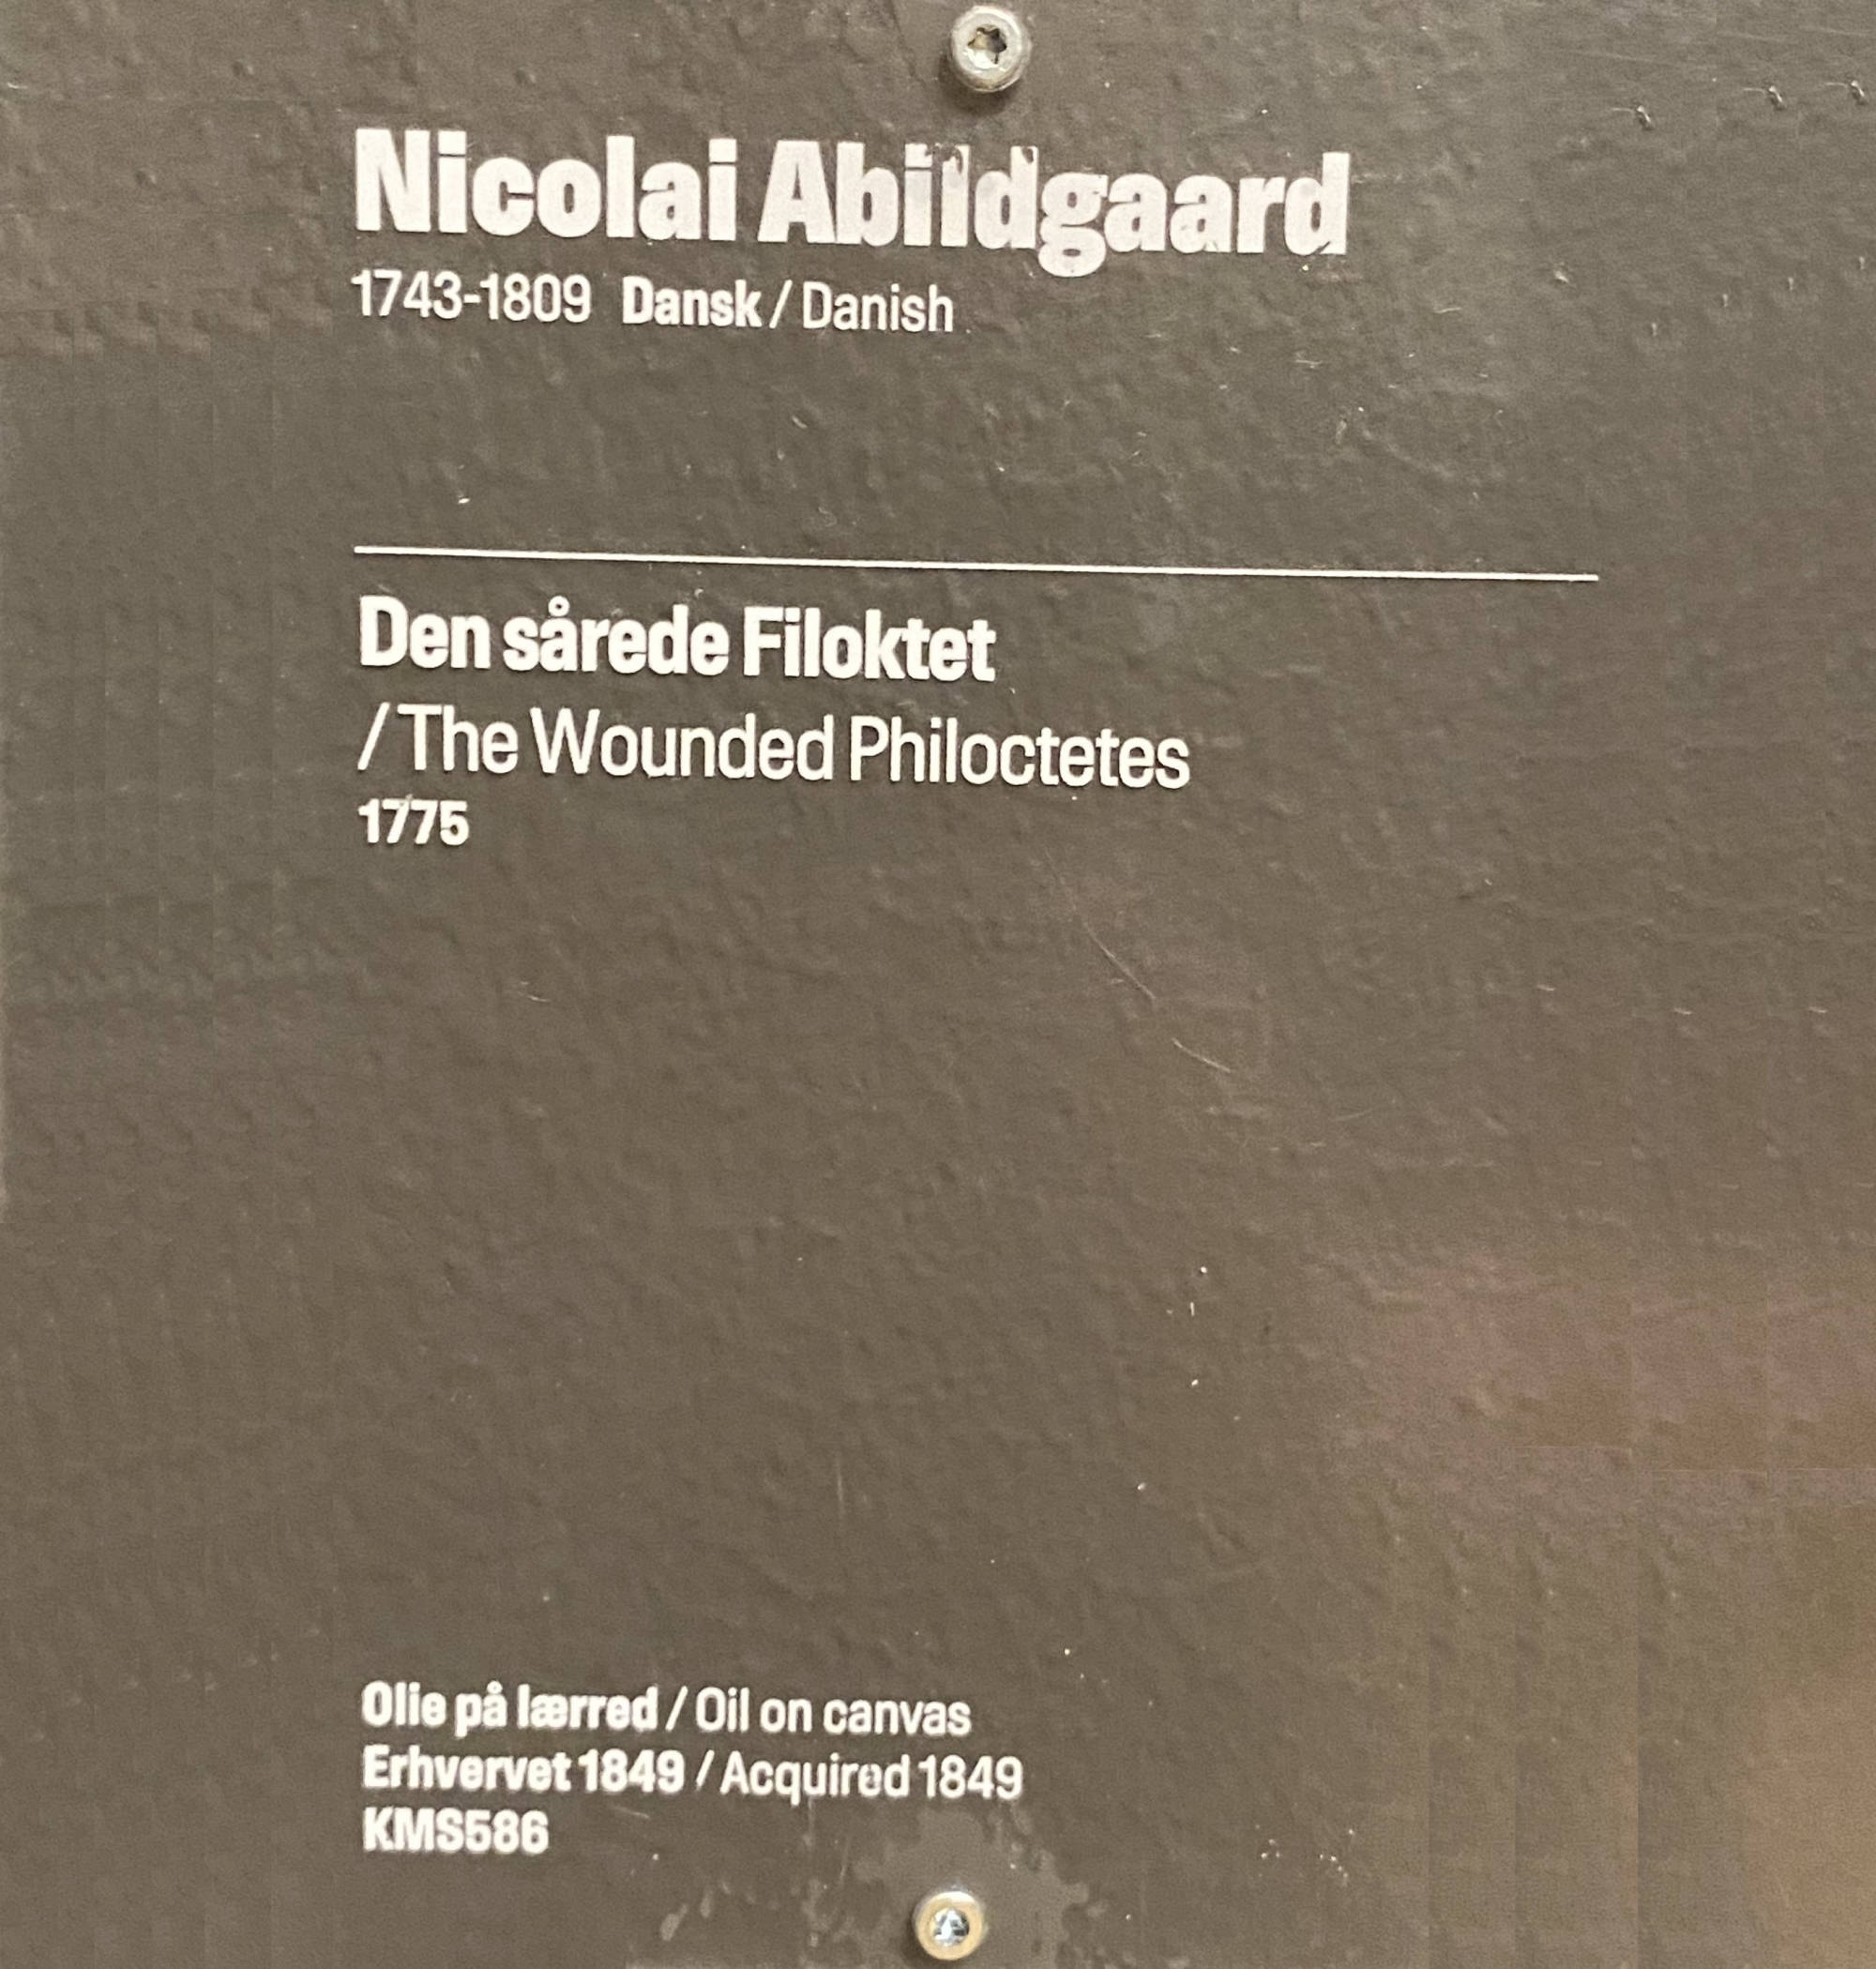 Nicolai Abildgaard
1743-1809 Dansk / Danish
Den sårede Filoktet
/ The Wounded Philoctetes
1775
Olie på lærred / Oil on canvas
Erhvervet 1849 / Acquired 1849
KMS586